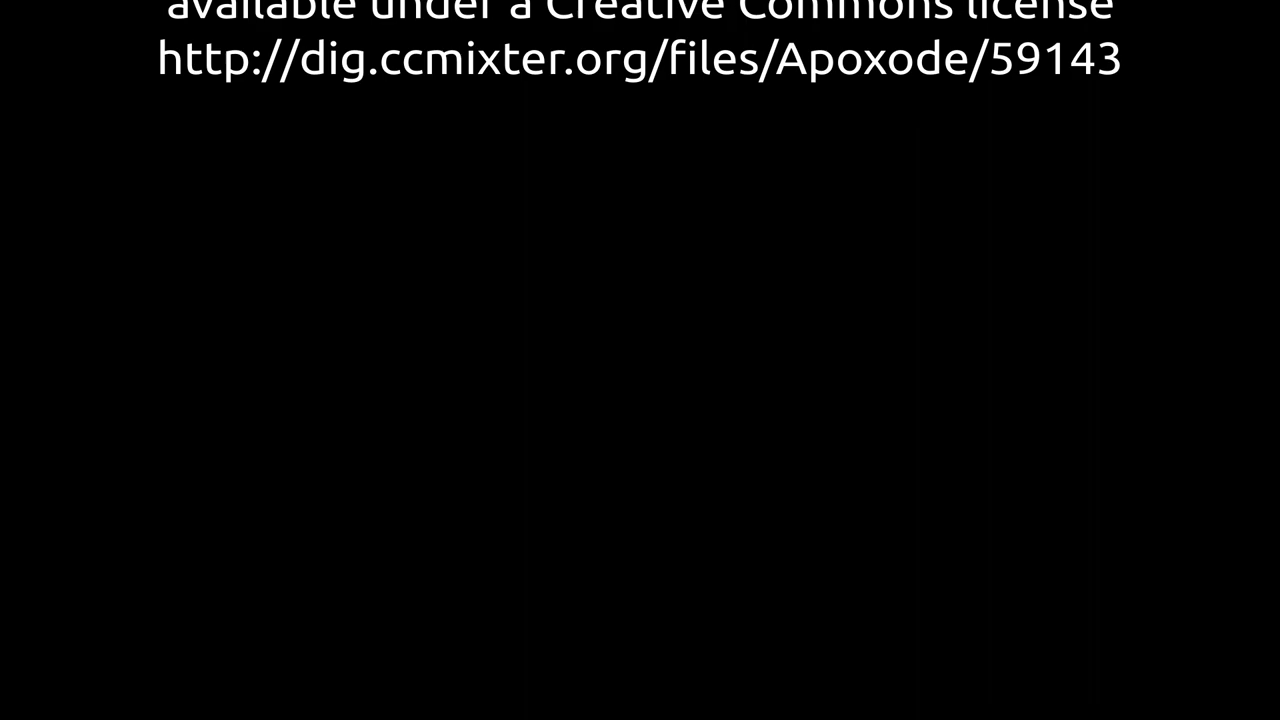 available under a Creative Commons license
http://dig.ccmixter.org/files/Apoxode/59143